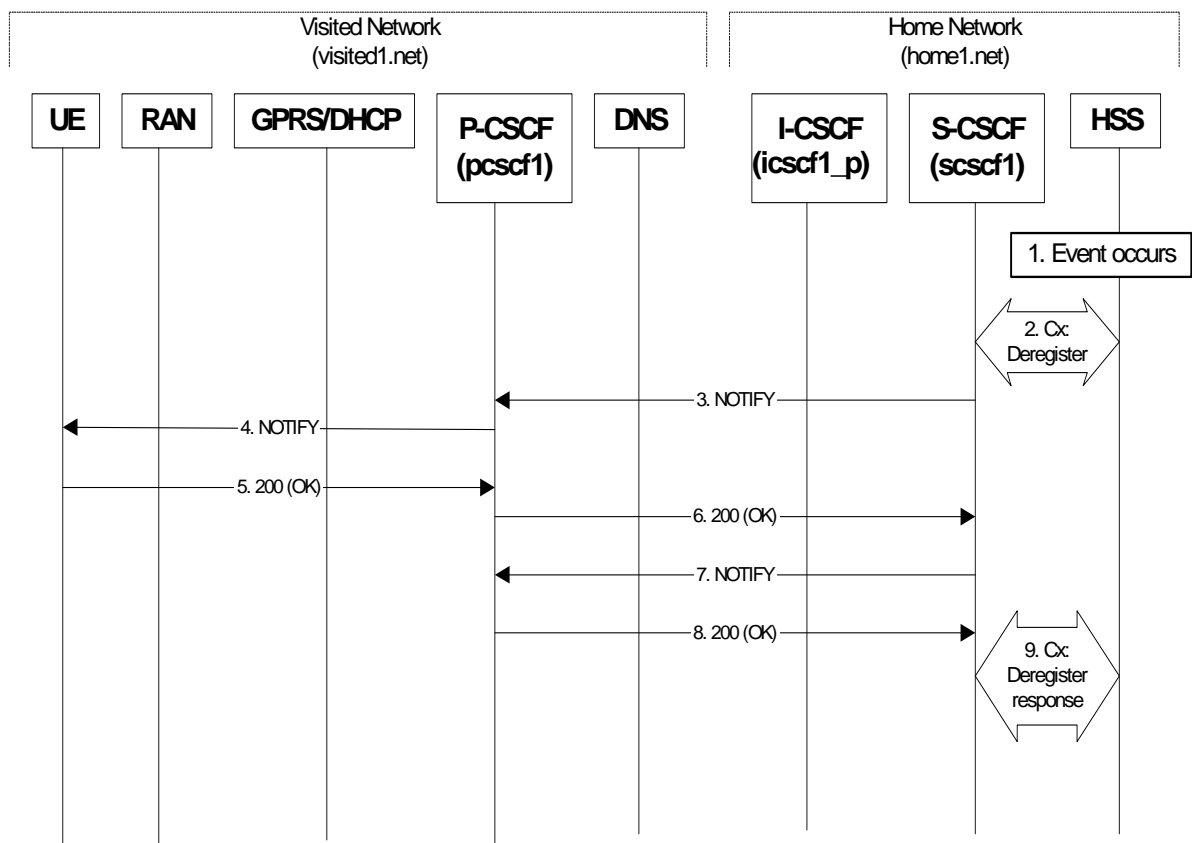 Visited Network
(visited1.net)
Home Network
(home1.net)
UE
RAN
GPRS/DHCP
P-CSCF
(pcscf1)
DNS
I-CSCF
(icscf1_p)
S-CSCF
(scscf1)
HSS
1. Event occurs
2. Cx:
Deregister
3. NOTIFY
4. NOTIFY
5. 200 (OK)
6. 200 (OK)
7. NOTIFY
8. 200 (OK)
9. Cx:
Deregister
response